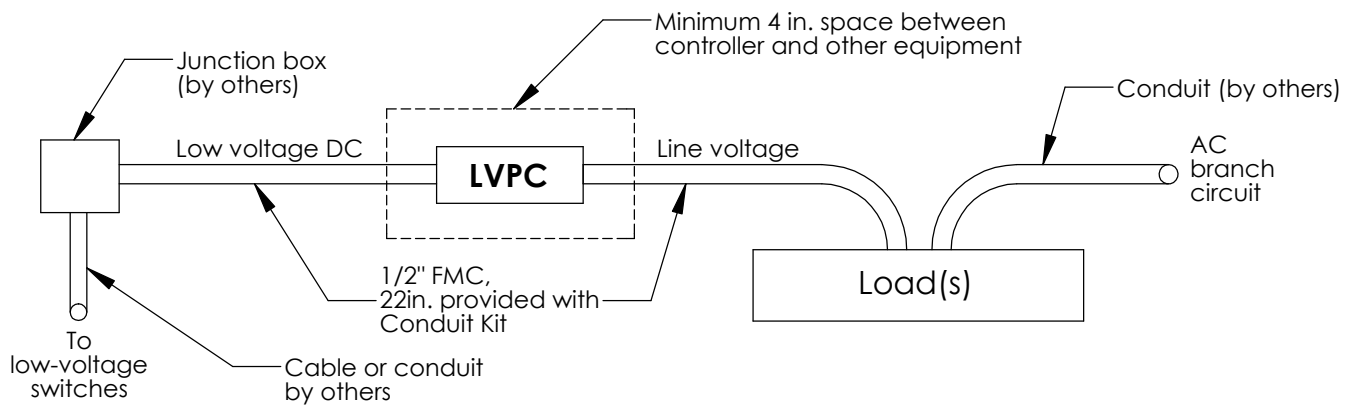 Minimum 4 in. space between
controller and other equipment
Junction box
(by others)
Conduit (by others)
Low voltage DC
LVPC
Line voltage
AC
branch
circuit
1/2" FMC,
22in. provided with
Conduit Kit
Load(s)
To
low-voltage
switches
Cable or conduit
by others